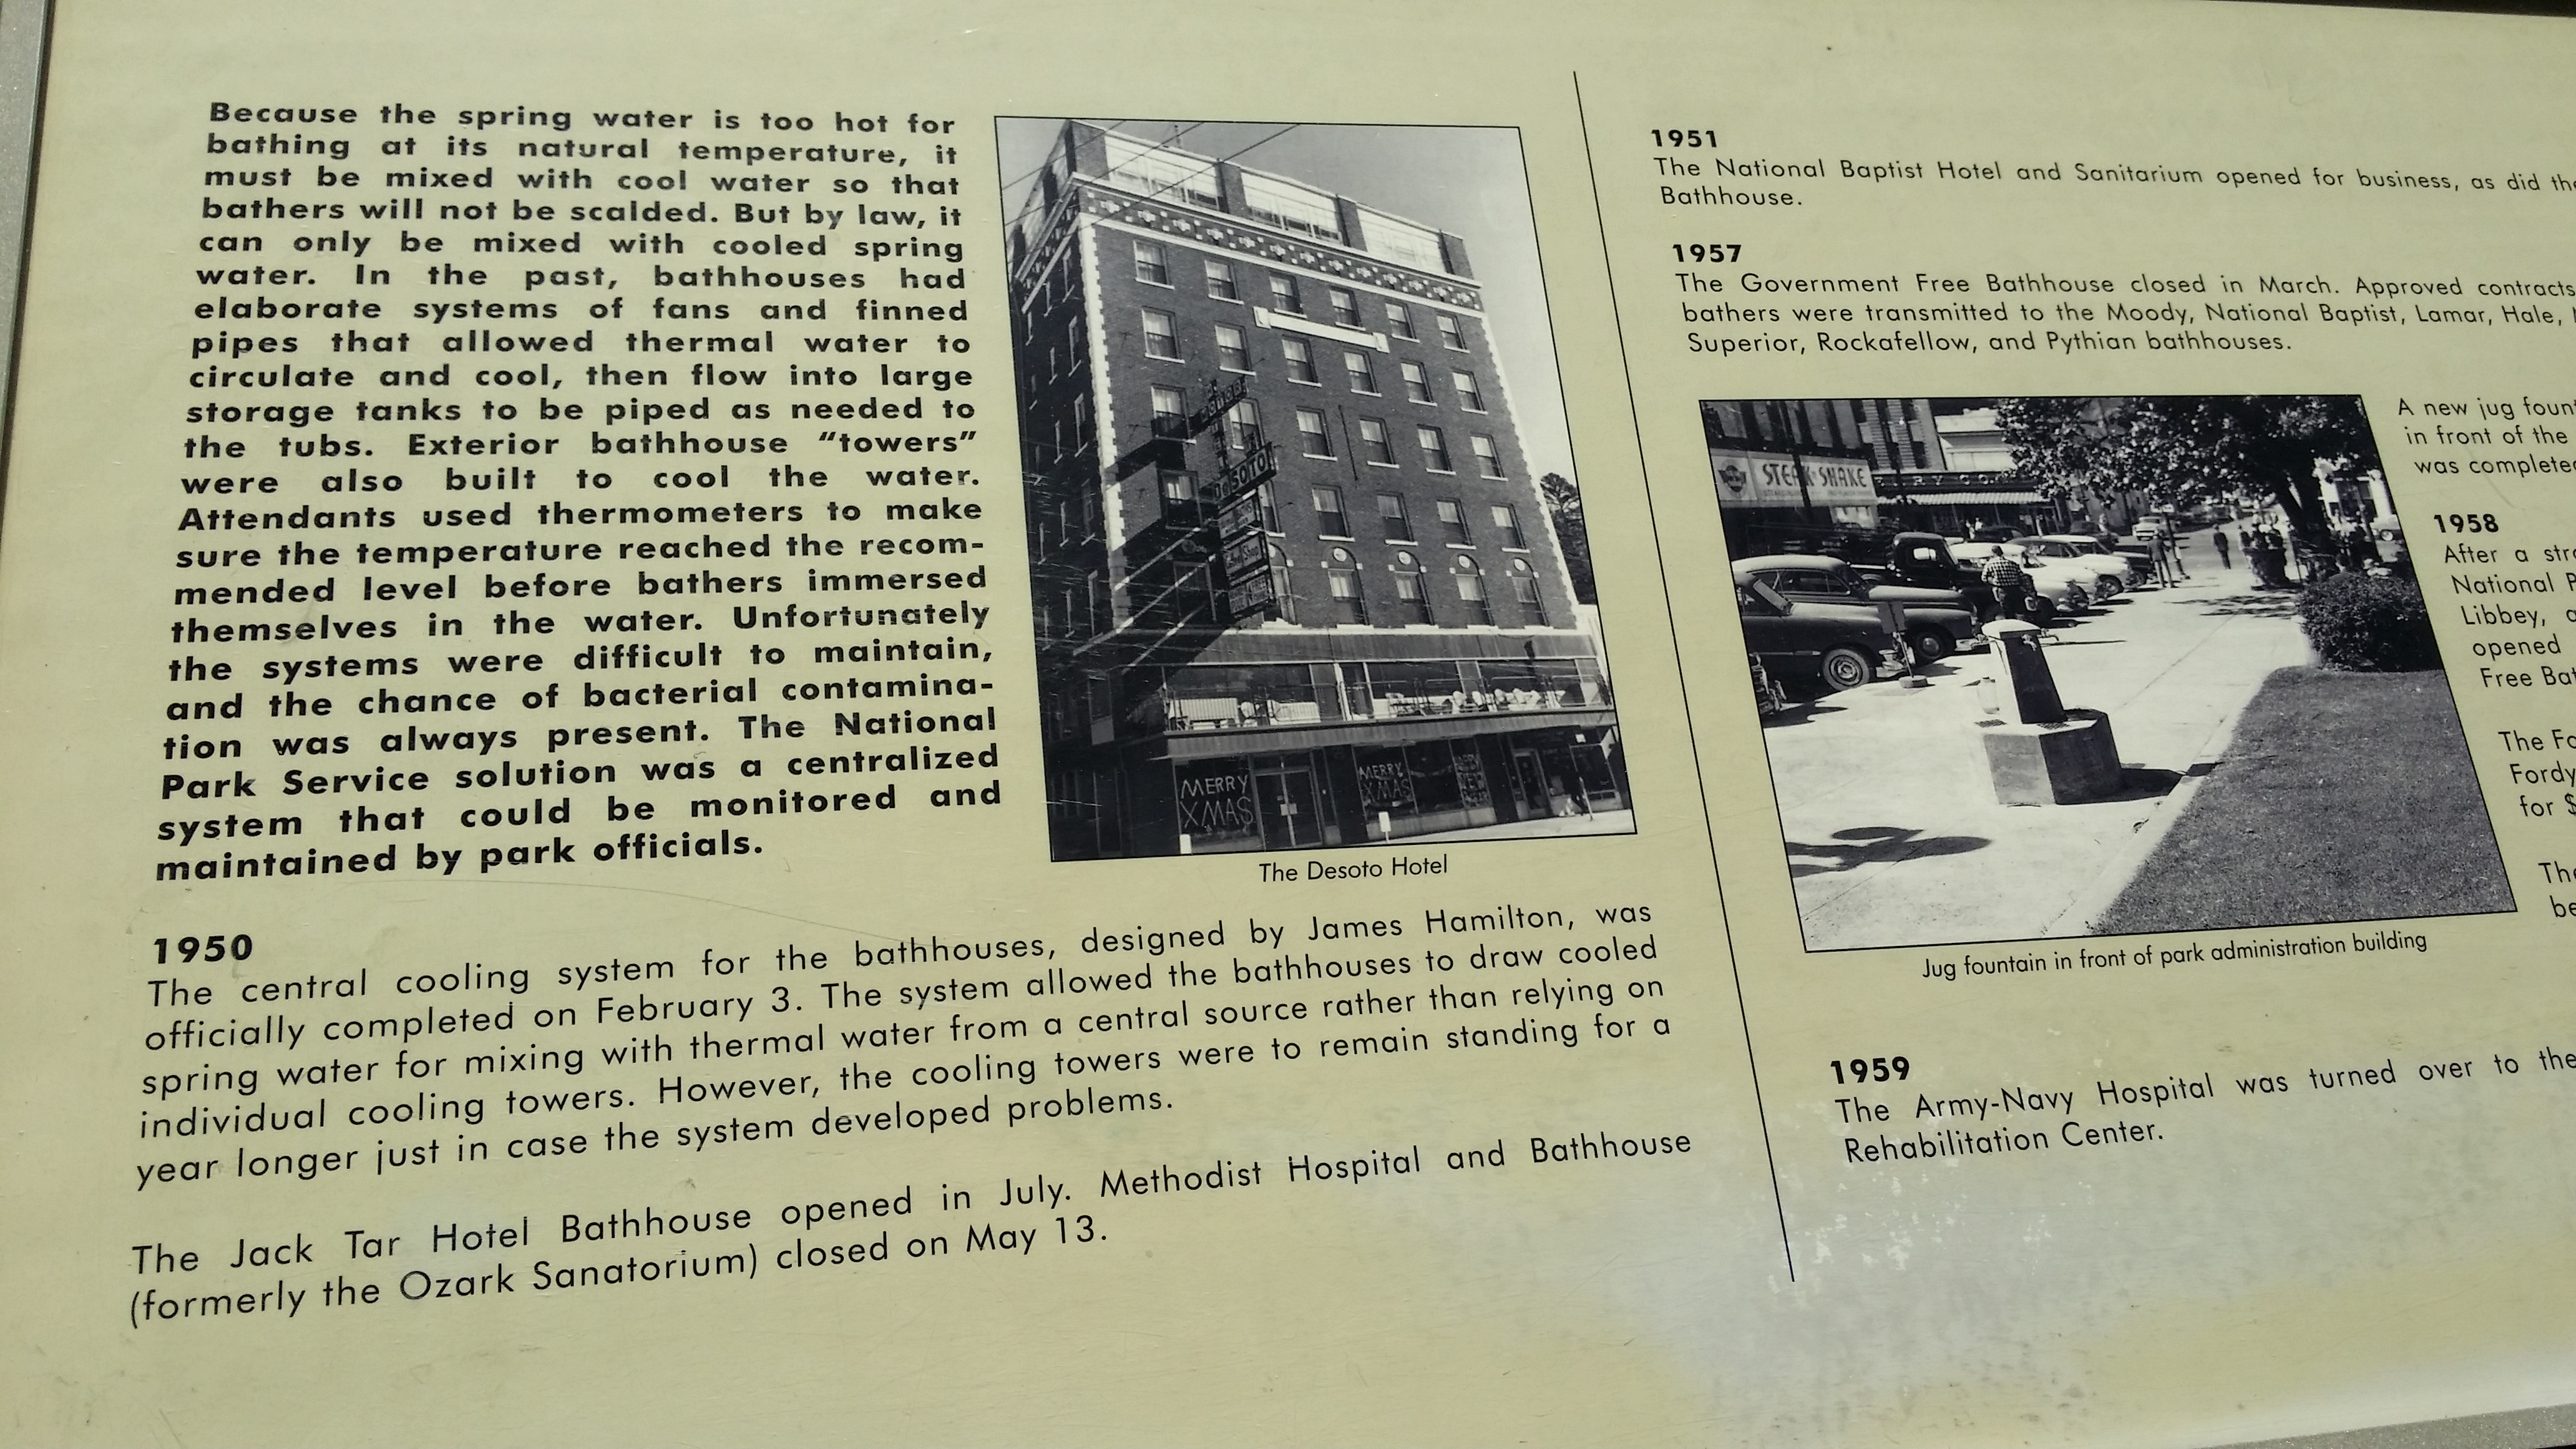 Because the spring water is too hot for
bathing at its natural temperature, it
must be mixed with cool water so that
bathers will not be scalded. But by law, it
can only be mixed with cooled spring
water. In the past, bathhouses had
elaborate systems of fans and finned
pipes that allowed thermal water to
circulate and cool, then flow into large
storage tanks to be piped as needed to
the tubs. Exterior bathhouse “towers”
were also built to cool the water.
Attendants used thermometers to make
sure the temperature reached the recom-
mended level before bathers immersed
themselves in the water. Unfortunately
the systems were difficult to maintain,
and the chance of bacterial contamina-
tion was always present. The National
Park Service solution was a centralized
system that could be monitored and
maintained by park officials.
DeSOTO
MERRY
XMAS
MERRY
XMAS
The Desoto Hotel
1950
The central cooling system for the bathhouses, designed by James Hamilton, was
officially completed on February 3. The system allowed the bathhouses to draw cooled
spring water for mixing with thermal water from a central source rather than relying on
individual cooling towers. However, the cooling towers were to remain standing for a
year longer just in case the system developed problems.
The Jack Tar Hotel Bathhouse opened in July. Methodist Hospital and Bathhouse
(formerly the Ozark Sanatorium) closed on May 13.
1951
The National Baptist Hotel and Sanitarium opened for business, as did the
Bathhouse.
1957
The Government Free Bathhouse closed in March. Approved contracts
bathers were transmitted to the Moody, National Baptist, Lamar, Hale,
Superior, Rockafellow, and Pythian bathhouses.
STEAK SHAKE
A new jug foun
in front of the
was complete
Jug fountain in front of park administration building
1958
After a str
National P
Libbey,
opened
Free Bat
The Fo
Fordy
for $
The
be
1959
The Army-Navy Hospital was turned over to the
Rehabilitation Center.